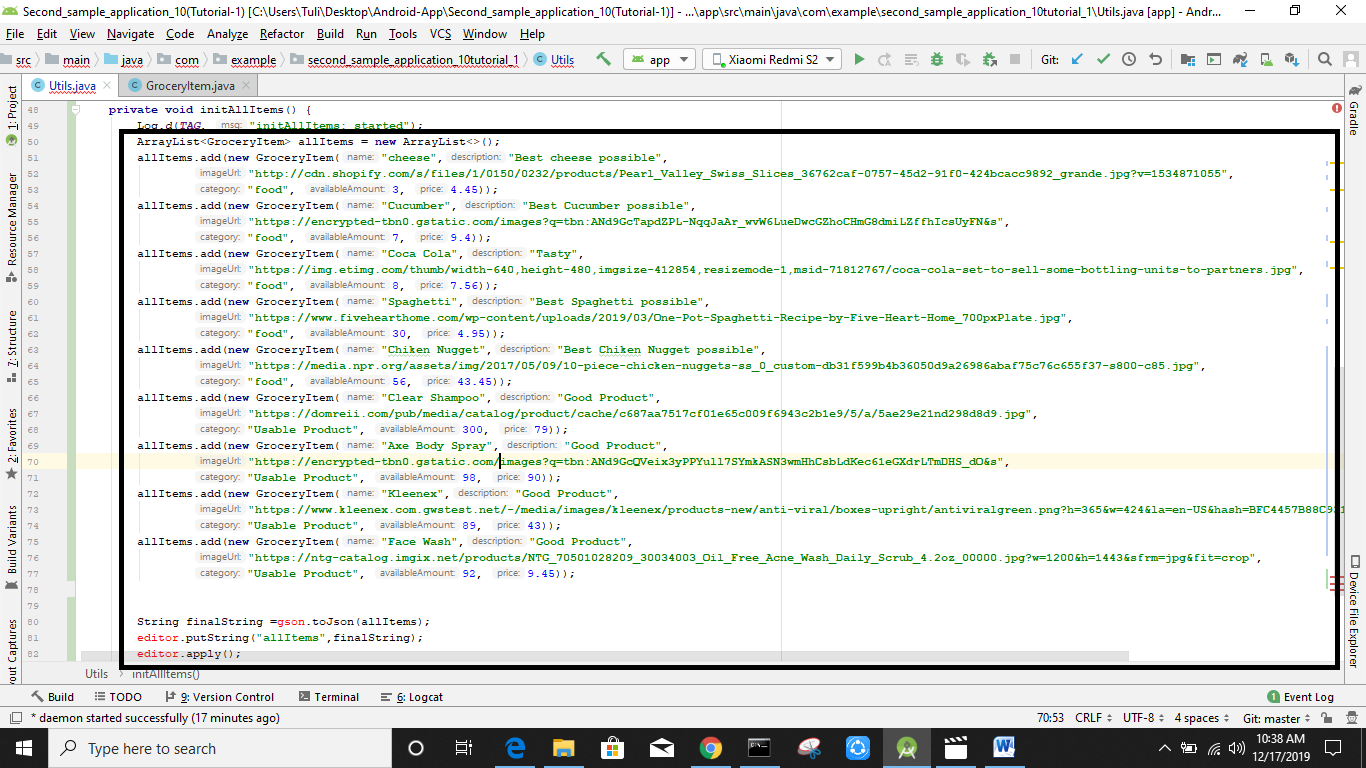 Second_sample_application_10(Tutorial-1) [C:\Users\Tuli\Desktop\Android-App\Second_sample_application_10(Tutorial-1)] - ...\app\src\main\java\com\example\second_sample_application_10tutorial_1\Utils.java [app] - Andr...
File Edit View Navigate Code Analyze Refactor Build Run Tools VCS Window Help
src main java com example second_sample_application_10tutorial_1 Utils app Xiaomi Redmi S2 Git:
Utils.java GroceryItem.java
1: Project
Resource Manager
7: Structure
2: Favorites
Build Variants
out Captures
Gradle
Device File Explorer
48 private void initAllItems() {
49 Log.d(TAG, msg: "initAllItems: started");
50 ArrayList<GroceryItem> allItems = new ArrayList<>();
51 allItems.add(new GroceryItem( name: "cheese", description: "Best cheese possible",
52 imageUrl: "http://cdn.shopify.com/s/files/1/0150/0232/products/Pearl_Valley_Swiss_Slices_36762caf-0757-45d2-91f0-424bcacc9892_grande.jpg?v=1534871055",
53 category: "food", availableAmount: 3, price: 4.45));
54 allItems.add(new GroceryItem( name: "Cucumber", description: "Best Cucumber possible",
55 imageUrl: "https://encrypted-tbn0.gstatic.com/images?q=tbn:ANd9GcTapdZPL-NqqJaAr_wvW6LueDwcGZhoCHmG8dmiLZffhIcsUyFN&s",
56 category: "food", availableAmount: 7, price: 9.4));
57 allItems.add(new GroceryItem( name: "Coca Cola", description: "Tasty",
58 imageUrl: "https://img.etimg.com/thumb/width-640,height-480,imgsize-412854,resizemode-1,msid-71812767/coca-cola-set-to-sell-some-bottling-units-to-partners.jpg",
59 category: "food", availableAmount: 8, price: 7.56));
60 allItems.add(new GroceryItem( name: "Spaghetti", description: "Best Spaghetti possible",
61 imageUrl: "https://www.fivehearthome.com/wp-content/uploads/2019/03/One-Pot-Spaghetti-Recipe-by-Five-Heart-Home_700pxPlate.jpg",
62 category: "food", availableAmount: 30, price: 4.95));
63 allItems.add(new GroceryItem( name: "Chiken Nugget", description: "Best Chiken Nugget possible",
64 imageUrl: "https://media.npr.org/assets/img/2017/05/09/10-piece-chicken-nuggets-ss_0_custom-db31f599b4b36050d9a26986abaf75c76c655f37-s800-c85.jpg",
65 category: "food", availableAmount: 56, price: 43.45));
66 allItems.add(new GroceryItem( name: "Clear Shampoo", description: "Good Product",
67 imageUrl: "https://domreii.com/pub/media/catalog/product/cache/c687aa7517cf01e65c009f6943c2b1e9/5/a/5ae29e21nd298d8d9.jpg",
68 category: "Usable Product", availableAmount: 300, price: 79));
69 allItems.add(new GroceryItem( name: "Axe Body Spray", description: "Good Product",
70 imageUrl: "https://encrypted-tbn0.gstatic.com/images?q=tbn:ANd9GcQVeix3yPPYull7SYmkASN3wmHhCsbLdKec61eGXdrLTmDHS_dO&s",
71 category: "Usable Product", availableAmount: 98, price: 90));
72 allItems.add(new GroceryItem( name: "Kleenex", description: "Good Product",
73 imageUrl: "https://www.kleenex.com.gwstest.net/-/media/images/kleenex/products-new/anti-viral/boxes-upright/antiviralgreen.png?h=365&w=424&la=en-US&hash=BFC4457B88C931
74 category: "Usable Product", availableAmount: 89, price: 43));
75 allItems.add(new GroceryItem( name: "Face Wash", description: "Good Product",
76 imageUrl: "https://ntg-catalog.imgix.net/products/NTG_70501028209_30034003_Oil_Free_Acne_Wash_Daily_Scrub_4.2oz_00000.jpg?w=1200&h=1443&sfrm=jpg&fit=crop",
77 category: "Usable Product", availableAmount: 92, price: 9.45));
78
79
80 String finalString =gson.toJson(allItems);
81 editor.putString("allItems",finalString);
82 editor.apply();
Utils initAllItems()
Build TODO 9: Version Control Terminal 6: Logcat 1 Event Log
* daemon started successfully (17 minutes ago) 70:53 CRLF UTF-8 4 spaces Git: master
Type here to search
10:38 AM
12/17/2019